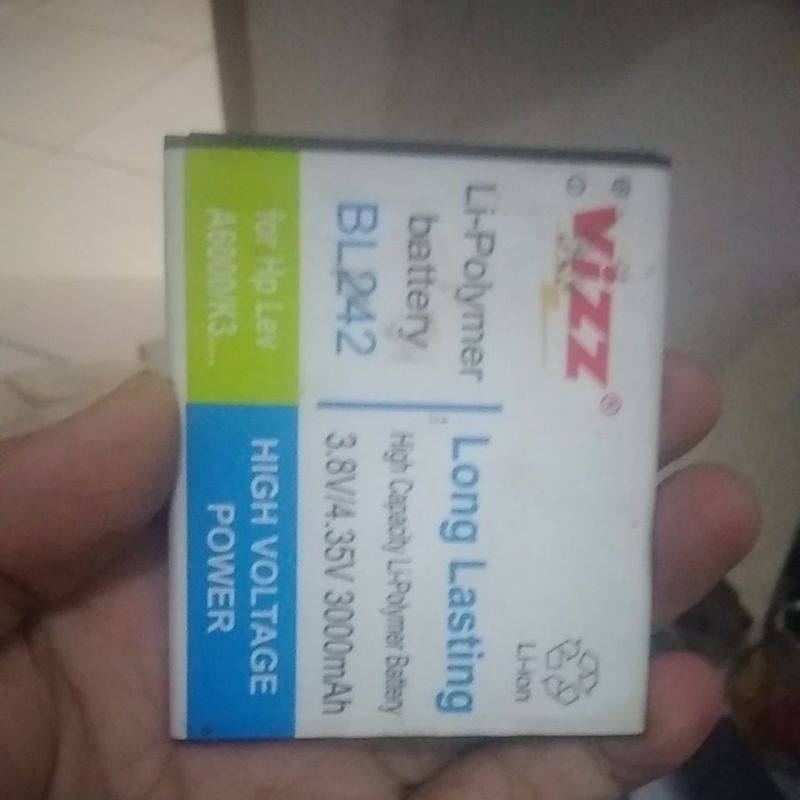 Vizz®
Li-Polymer
battery
BL242
Long Lasting
High Capacity Li-Polymer Battery
3.8V/4.35V 3000mAh
Li-ion
for Hp Lev
A6000/K3....
HIGH VOLTAGE
POWER